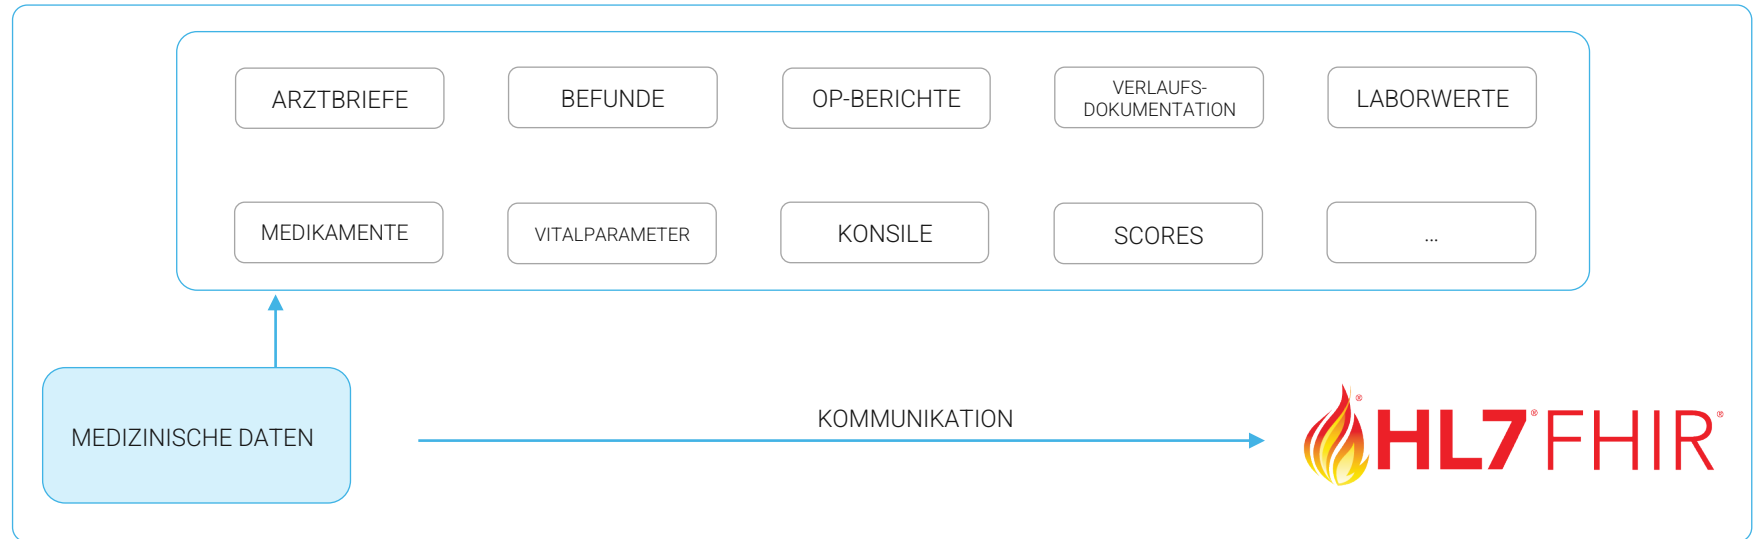 ARZTBRIEFE
BEFUNDE
OP-BERICHTE
VERLAUFS-
DOKUMENTATION
LABORWERTE
MEDIKAMENTE
VITALPARAMETER
KONSILE
SCORES
...
MEDIZINISCHE DATEN
KOMMUNIKATION
HL7® FHIR®